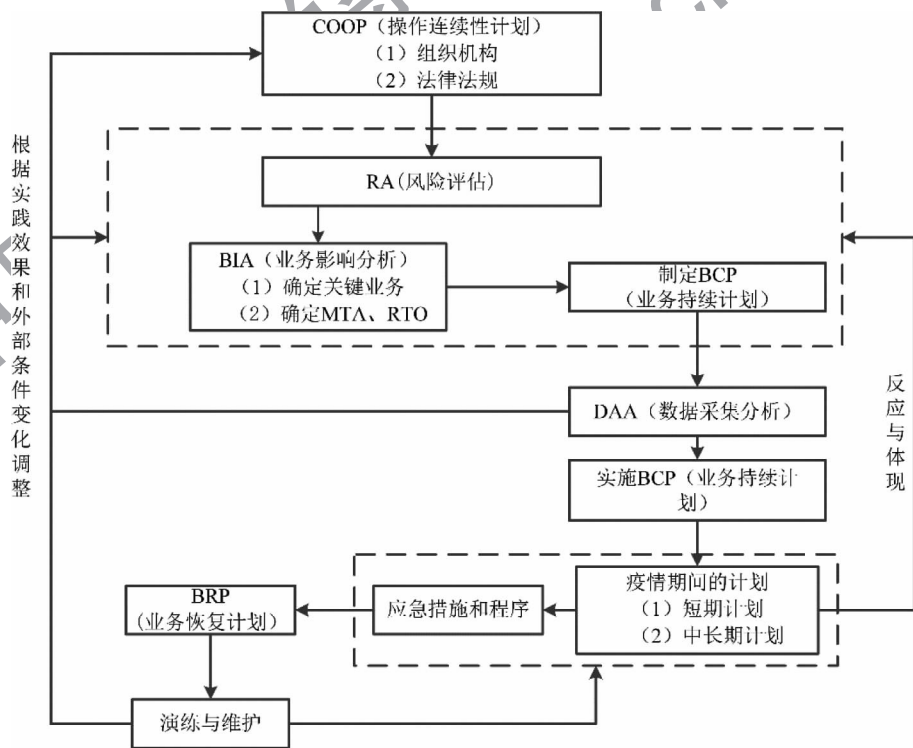 COOP（操作连续性计划）
（1）组织机构
（2）法律法规
根据实践效果和外部条件变化调整
RA(风险评估)
BIA（业务影响分析）
（1）确定关键业务
（2）确定MTA、RTO
制定BCP
（业务持续计划）
DAA（数据采集分析）
反应与体现
实施BCP（业务持续计
划）
疫情期间的计划
（1）短期计划
（2）中长期计划
应急措施和程序
BRP
(业务恢复计划）
演练与维护